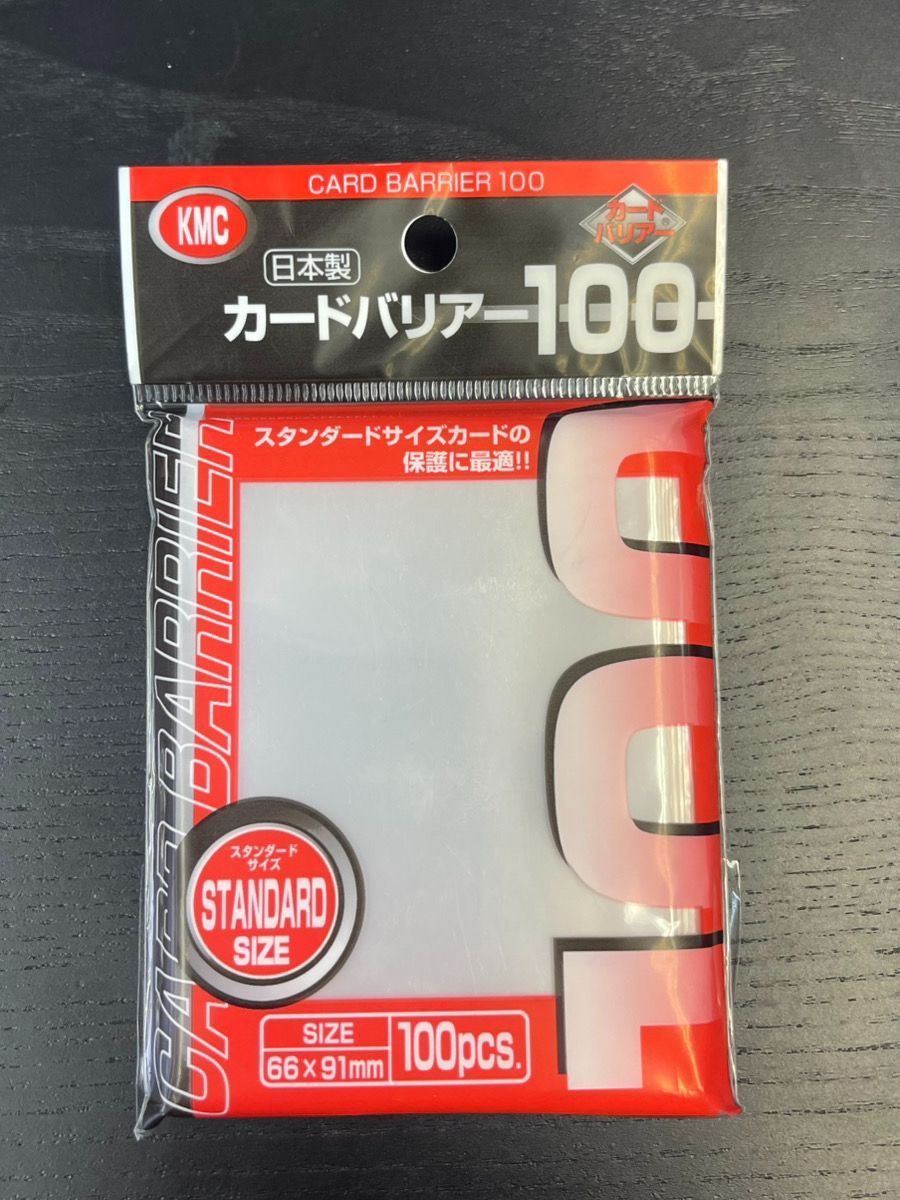 CARD BARRIER 100
KMC
カード
バリアー®
日本製
カードバリアー100
スタンダードサイズカードの
保護に最適!!
CARD BARRIER
CARD BARRIER
100
スタンダード
サイズ
STANDARD
SIZE
SIZE
66×91mm
100pcs.